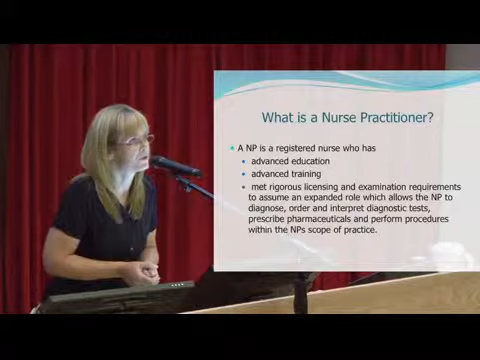 What is a Nurse Practitioner?
A NP is a registered nurse who has
advanced education
advanced training
met rigorous licensing and examination requirements
to assume an expanded role which allows the NP to
diagnose, order and interpret diagnostic tests,
prescribe pharmaceuticals and perform procedures
within the NPs scope of practice.